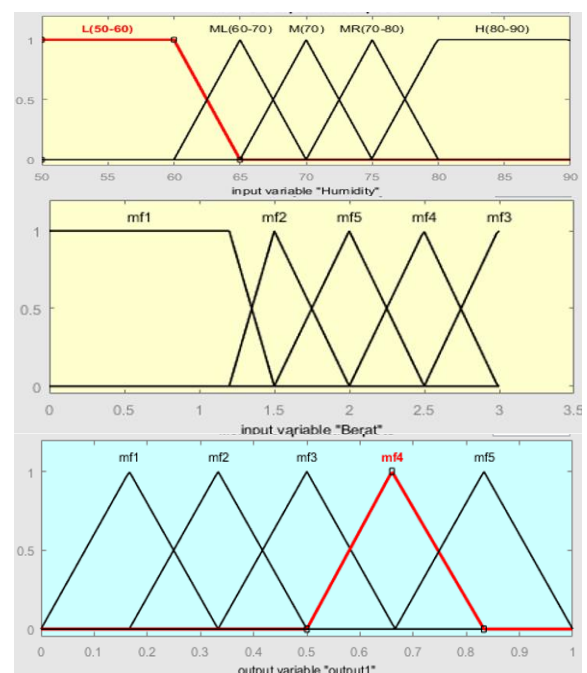 L(50-60) ML(60-70) M(70) MR(70-80) H(80-90)
1
0.5
0
50 55 60 65 70 75 80 85 90
input variable "Humidity"
mf1 mf2 mf5 mf4 mf3
1
0.5
0
0 0.5 1 1.5 2 2.5 3 3.5
input variable "Berat"
mf1 mf2 mf3 mf4 mf5
1
0.5
0
0 0.1 0.2 0.3 0.4 0.5 0.6 0.7 0.8 0.9 1
output variable "output1"